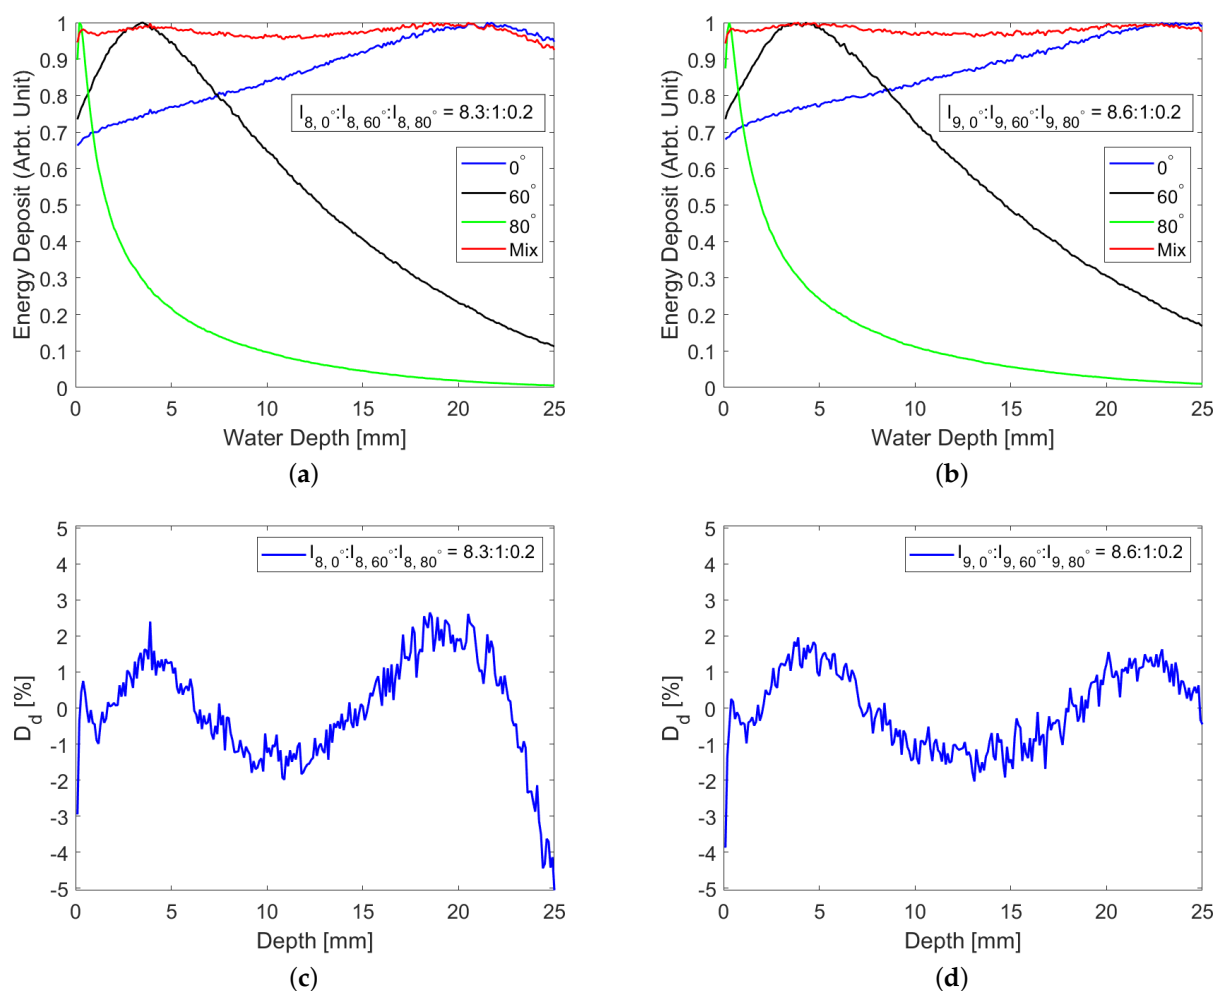 Energy Deposit (Arbt. Unit)
1
0.9
0.8
0.7
0.6
0.5
0.4
0.3
0.2
0.1
0
I8, 0°:I8, 60°:I8, 80° = 8.3:1:0.2
0°
60°
80°
Mix
0 5 10 15 20 25
Water Depth [mm]
(a)
Energy Deposit (Arbt. Unit)
1
0.9
0.8
0.7
0.6
0.5
0.4
0.3
0.2
0.1
0
I9, 0°:I9, 60°:I9, 80° = 8.6:1:0.2
0°
60°
80°
Mix
0 5 10 15 20 25
Water Depth [mm]
(b)
Dd [%]
5
4
3
2
1
0
-1
-2
-3
-4
-5
I8, 0°:I8, 60°:I8, 80° = 8.3:1:0.2
0 5 10 15 20 25
Depth [mm]
(c)
Dd [%]
5
4
3
2
1
0
-1
-2
-3
-4
-5
I9, 0°:I9, 60°:I9, 80° = 8.6:1:0.2
0 5 10 15 20 25
Depth [mm]
(d)